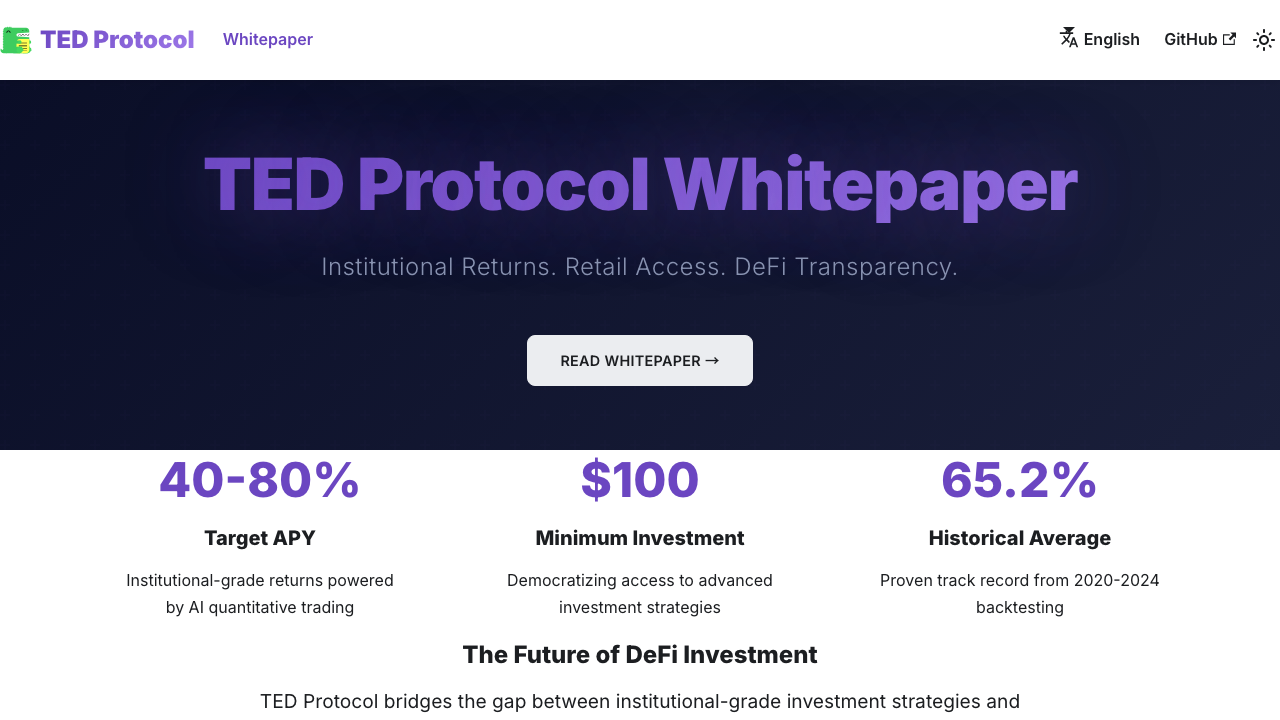 TED Protocol
Whitepaper
English
GitHub
TED Protocol Whitepaper
Institutional Returns. Retail Access. DeFi Transparency.
READ WHITEPAPER →
40-80%
Target APY
Institutional-grade returns powered
by AI quantitative trading
$100
Minimum Investment
Democratizing access to advanced
investment strategies
65.2%
Historical Average
Proven track record from 2020-2024
backtesting
The Future of DeFi Investment
TED Protocol bridges the gap between institutional-grade investment strategies and